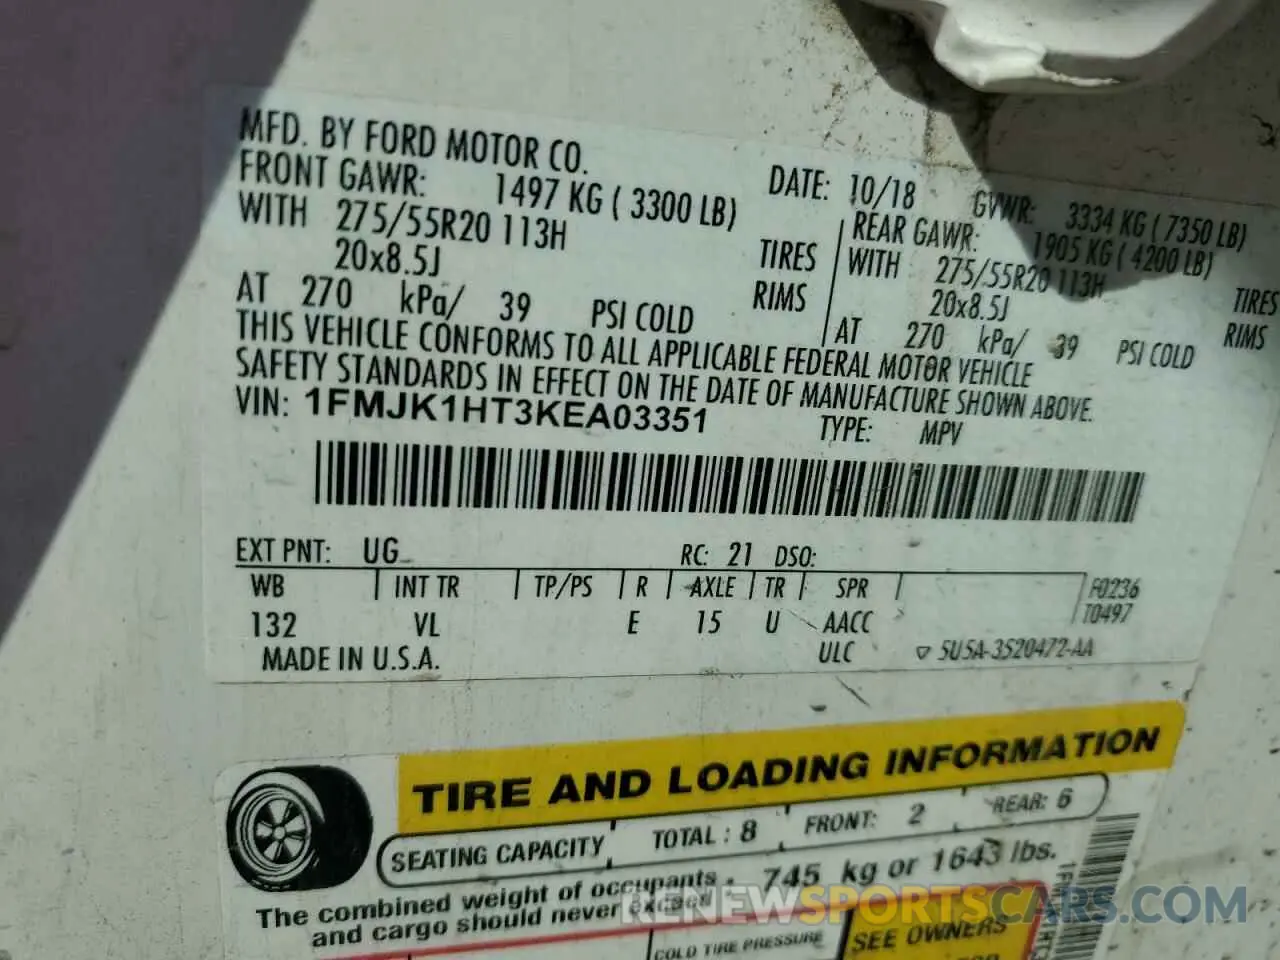 MFD. BY FORD MOTOR CO.
DATE: 10/18 GVWR: 3334 KG ( 7350 LB)
FRONT GAWR: 1497 KG ( 3300 LB)
REAR GAWR: 1905 KG ( 4200 LB)
WITH 275/55R20 113H TIRES
WITH 275/55R20 113H TIRES
20x8.5J RIMS
20x8.5J RIMS
AT 270 kPa/ 39 PSI COLD
AT 270 kPa/ 39 PSI COLD
THIS VEHICLE CONFORMS TO ALL APPLICABLE FEDERAL MOTOR VEHICLE
SAFETY STANDARDS IN EFFECT ON THE DATE OF MANUFACTURE SHOWN ABOVE.
VIN: 1FMJK1HT3KEA03351 TYPE: MPV
EXT PNT: UG RC: 21 DSO:
WB INT TR TP/PS R AXLE TR SPR F0236
132 VL E 15 U AACC T0497
MADE IN U.S.A. ULC ▽ 5U5A-3520472-AA
TIRE AND LOADING INFORMATION
SEATING CAPACITY TOTAL : 8 FRONT: 2 REAR: 6
The combined weight of occupants 745 kg or 1643 lbs.
and cargo should never exceed
RENEWSPORTSCARS.COM
COLD TIRE PRESSURE
SEE OWNERS